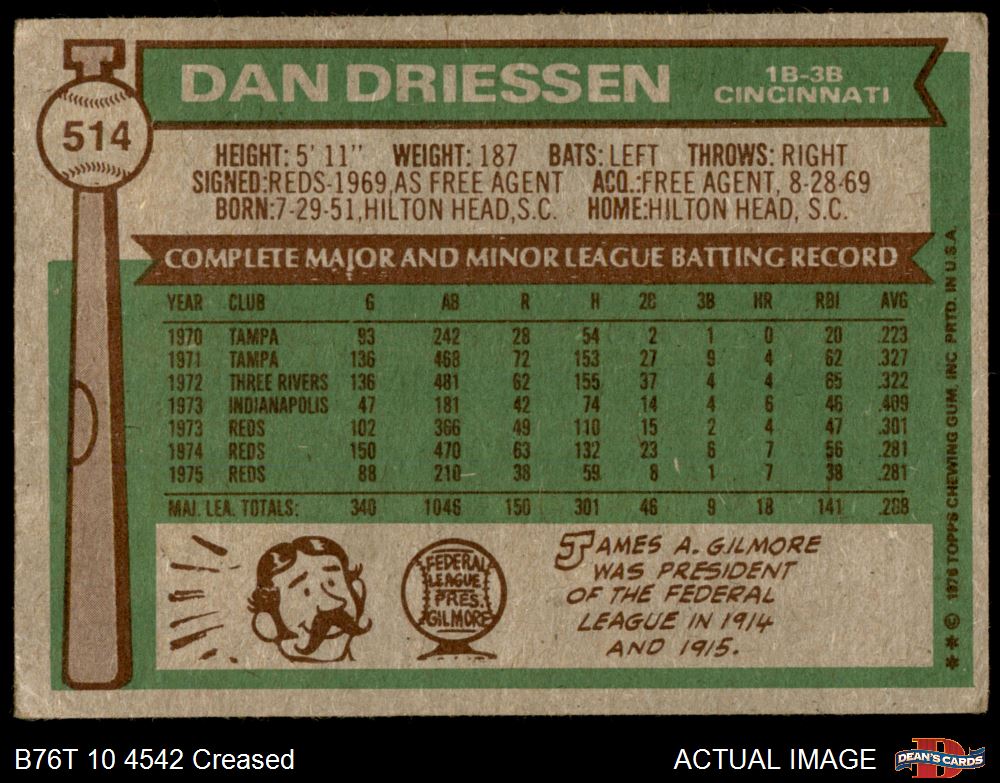 514
DAN DRIESSEN
1B-3B
CINCINNATI
HEIGHT: 5' 11" WEIGHT: 187 BATS: LEFT THROWS: RIGHT
SIGNED:REDS-1969,AS FREE AGENT ACQ.:FREE AGENT, 8-28-69
BORN:7-29-51,HILTON HEAD,S.C. HOME:HILTON HEAD, S.C.
COMPLETE MAJOR AND MINOR LEAGUE BATTING RECORD
YEAR CLUB G AB R H 2B 3B HR RBI AVG
1970 TAMPA 93 242 28 54 2 1 0 20 .223
1971 TAMPA 136 468 72 153 27 9 4 62 .327
1972 THREE RIVERS 136 481 62 155 37 4 4 65 .322
1973 INDIANAPOLIS 47 181 42 74 14 4 6 46 .409
1973 REDS 102 366 49 110 15 2 4 47 .301
1974 REDS 150 470 63 132 23 6 7 56 .281
1975 REDS 88 210 38 59 8 1 7 38 .281
MAJ. LEA. TOTALS: 340 1046 150 301 46 9 18 141 .288
FEDERAL
LEAGUE
PRES.
GILMORE
JAMES A. GILMORE
WAS PRESIDENT
OF THE FEDERAL
LEAGUE IN 1914
AND 1915.
** © 1976 TOPPS CHEWING GUM, INC PRTD. IN U.S.A.
B76T 10 4542 Creased
ACTUAL IMAGE
D
DEAN'S CARDS